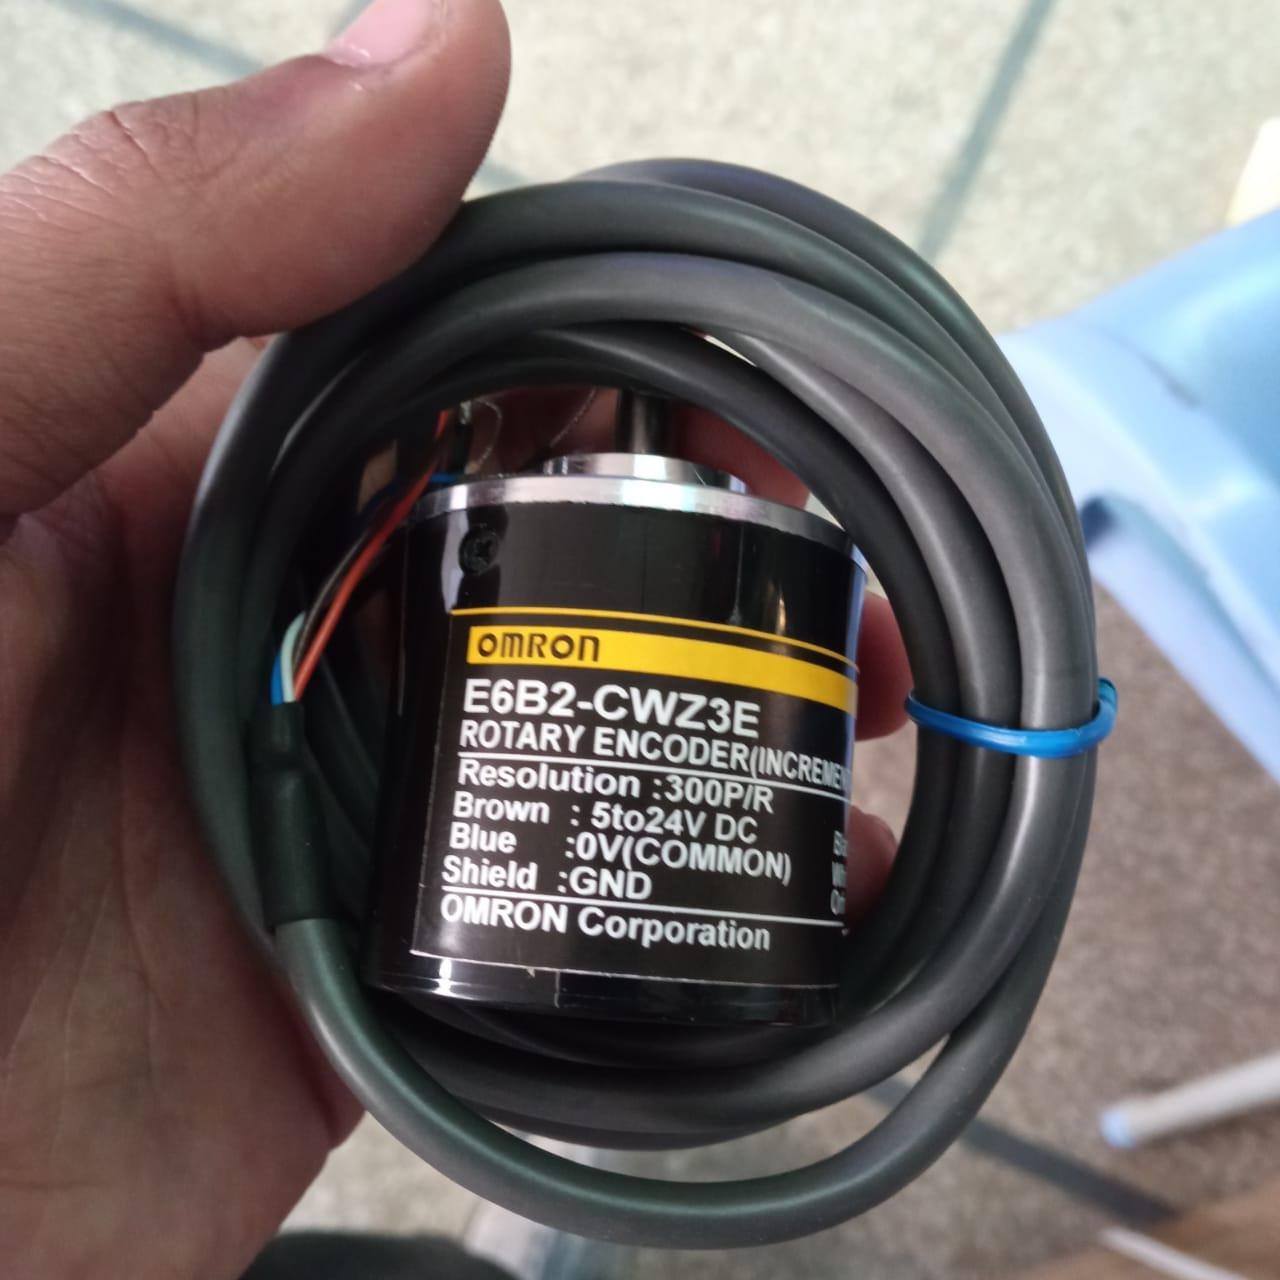 OMRON
E6B2-CWZ3E
ROTARY ENCODER(INCREMEN
Resolution :300P/R
Brown : 5to24V DC
Blue :0V(COMMON)
Shield :GND
OMRON Corporation